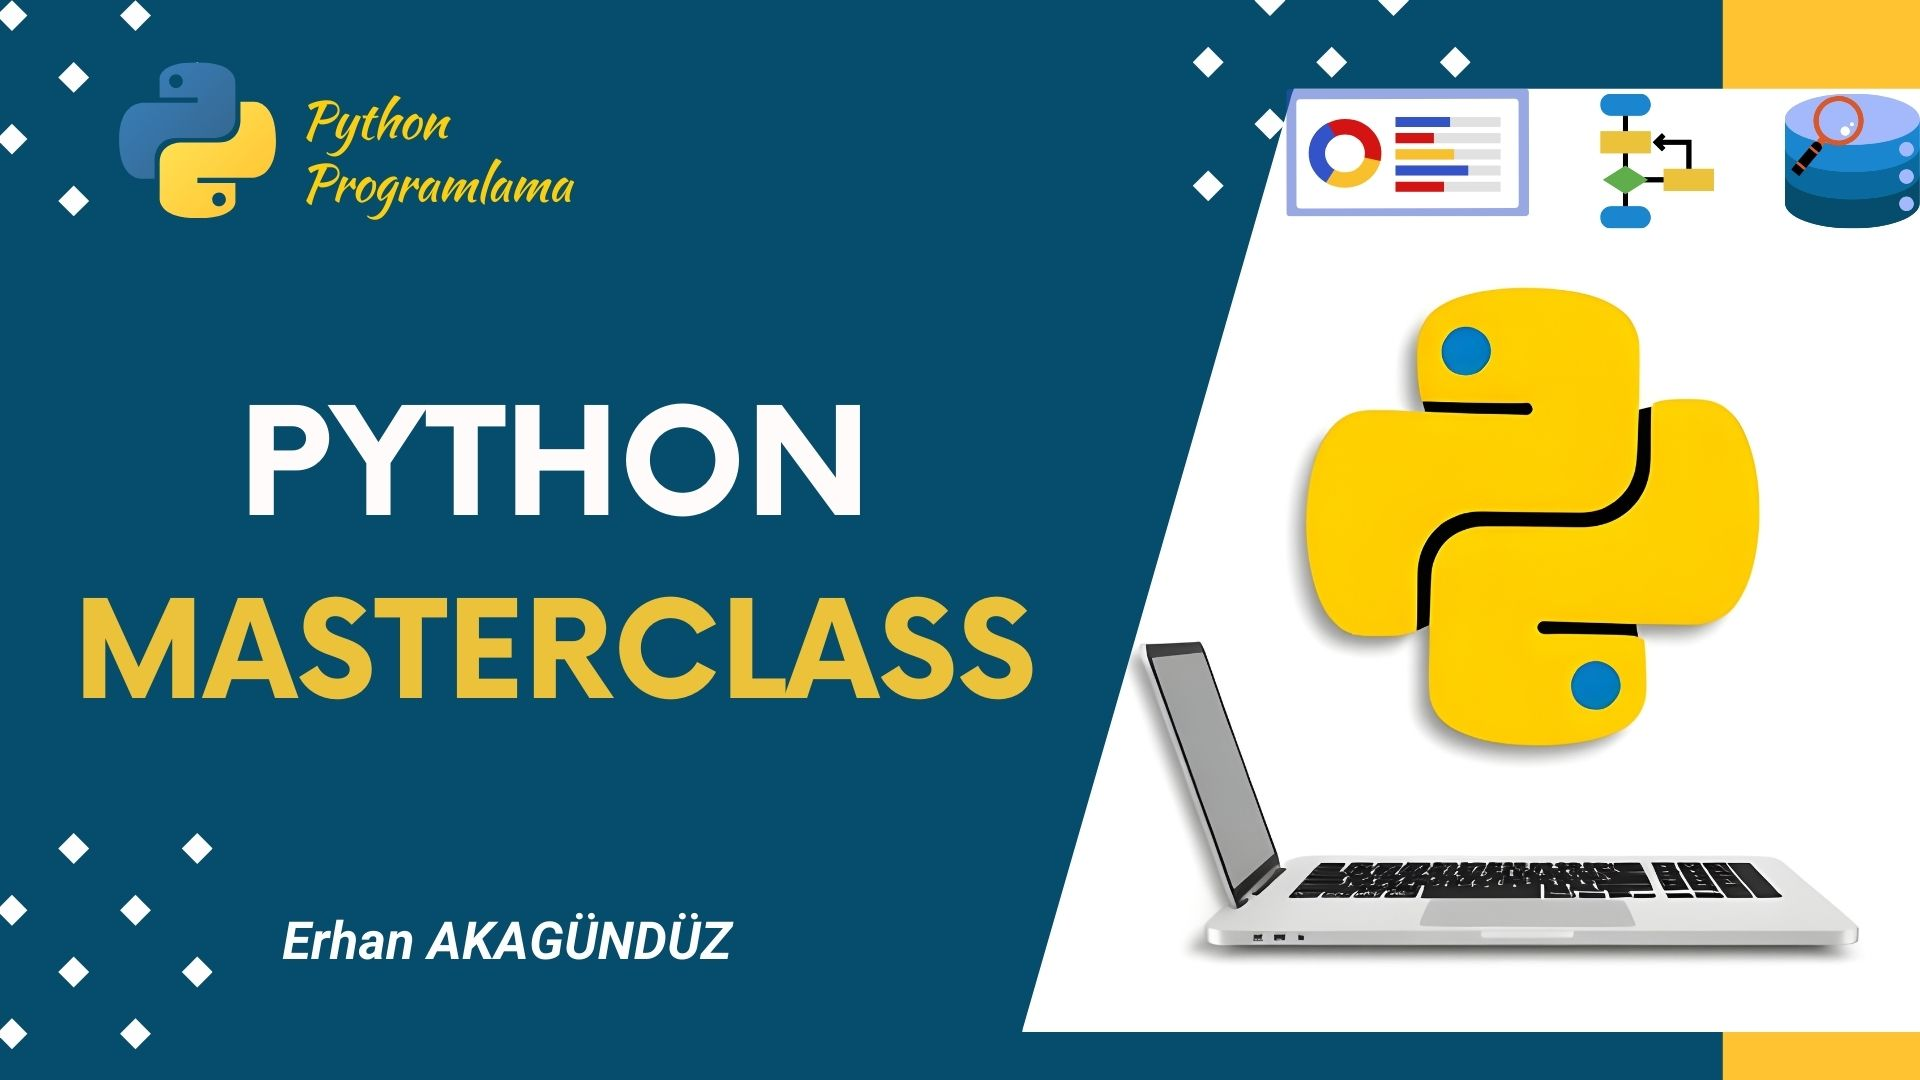 Python
Programlama
PYTHON
MASTERCLASS
Erhan AKAGÜNDÜZ